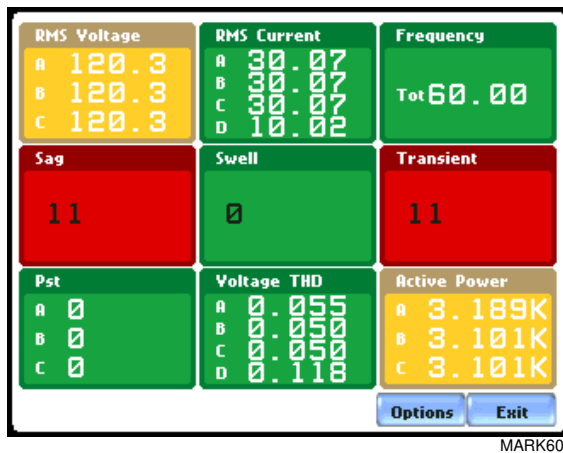 RMS Voltage
A 120.3
B 120.3
C 120.3
RMS Current
A 30.07
B 30.07
C 30.07
D 10.02
Frequency
Tot 60.00
Sag
11
Swell
0
Transient
11
Pst
A 0
B 0
C 0
Voltage THD
A 0.055
B 0.050
C 0.050
D 0.118
Active Power
A 3.189K
B 3.101K
C 3.101K
Options
Exit
MARK60